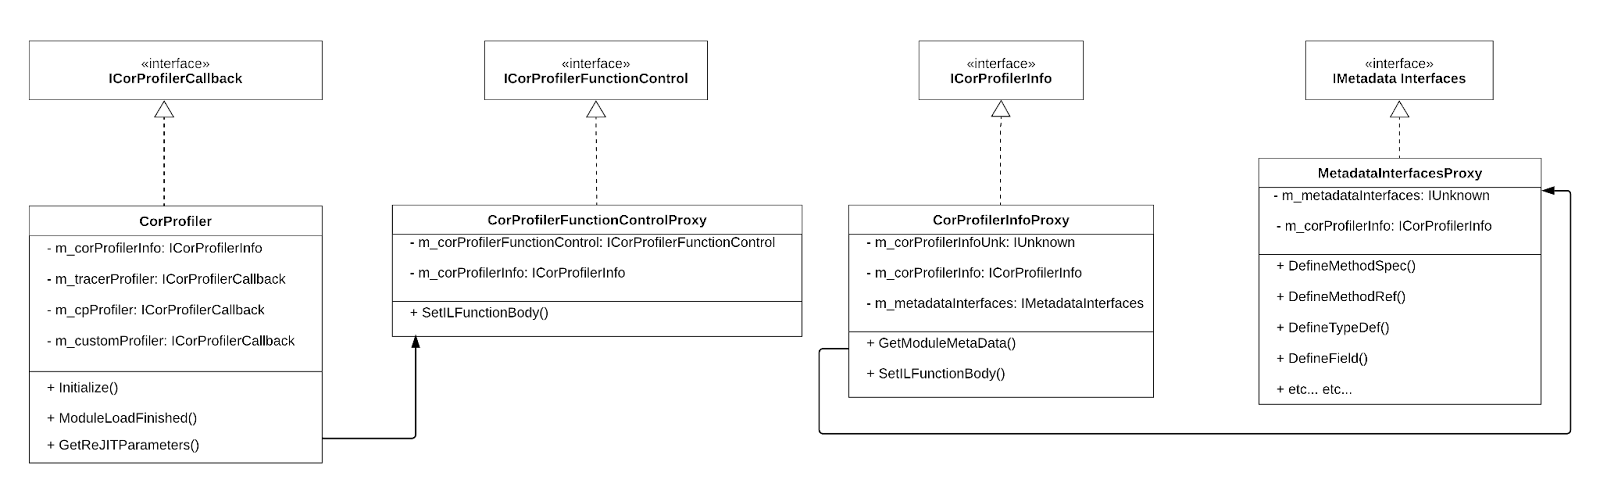 «interface»
ICorProfilerCallback
«interface»
ICorProfilerFunctionControl
«interface»
ICorProfilerInfo
«interface»
IMetadata Interfaces
CorProfiler
- m_corProfilerInfo: ICorProfilerInfo
- m_tracerProfiler: ICorProfilerCallback
- m_cpProfiler: ICorProfilerCallback
- m_customProfiler: ICorProfilerCallback
+ Initialize()
+ ModuleLoadFinished()
+ GetReJITParameters()
CorProfilerFunctionControlProxy
- m_corProfilerFunctionControl: ICorProfilerFunctionControl
- m_corProfilerInfo: ICorProfilerInfo
+ SetILFunctionBody()
CorProfilerInfoProxy
- m_corProfilerInfoUnk: IUnknown
- m_corProfilerInfo: ICorProfilerInfo
- m_metadataInterfaces: IMetadataInterfaces
+ GetModuleMetaData()
+ SetILFunctionBody()
MetadataInterfacesProxy
- m_metadataInterfaces: IUnknown
- m_corProfilerInfo: ICorProfilerInfo
+ DefineMethodSpec()
+ DefineMethodRef()
+ DefineTypeDef()
+ DefineField()
+ etc... etc...